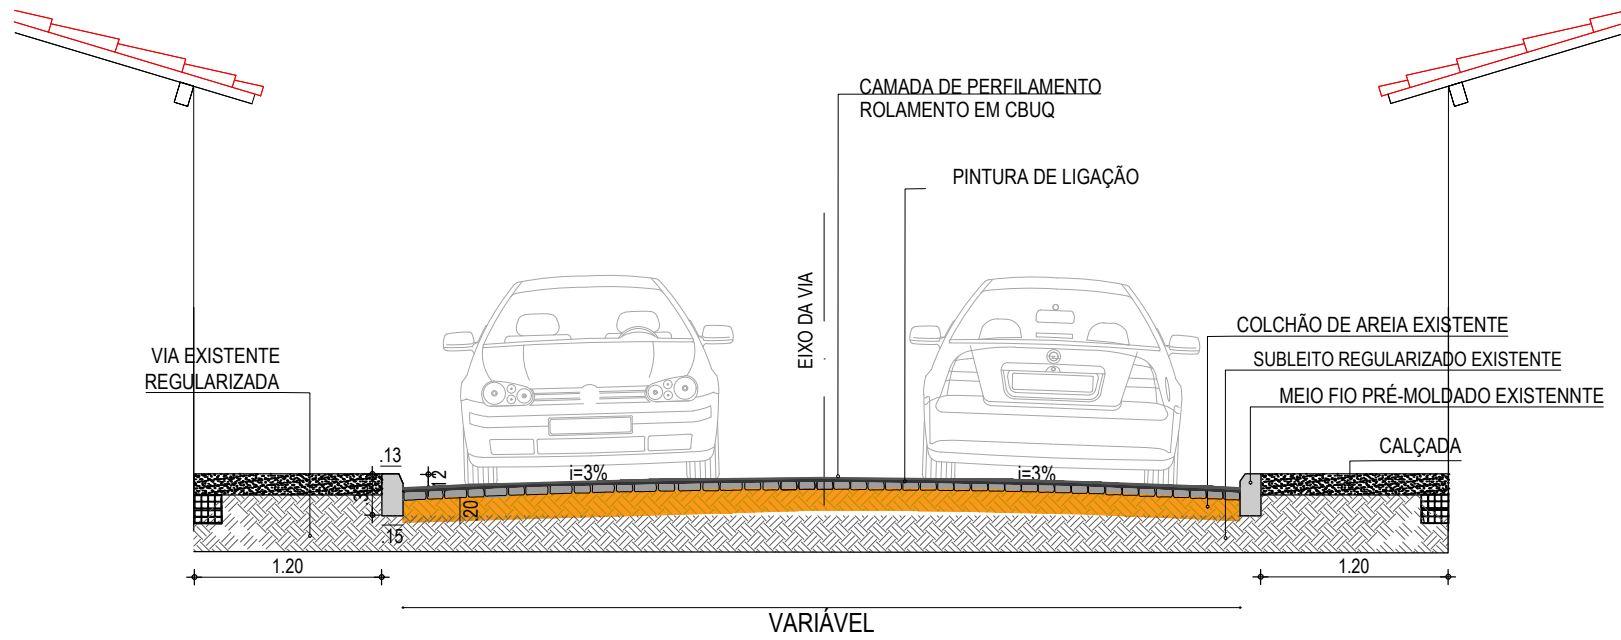 CAMADA DE PERFILAMENTO
ROLAMENTO EM CBUQ
PINTURA DE LIGAÇÃO
EIXO DA VIA
COLCHÃO DE AREIA EXISTENTE
VIA EXISTENTE
REGULARIZADA
SUBLEITO REGULARIZADO EXISTENTE
MEIO FIO PRÉ-MOLDADO EXISTENNTE
CALÇADA
.13
12
i=3%
i=3%
20
.15
1.20
1.20
VARIÁVEL